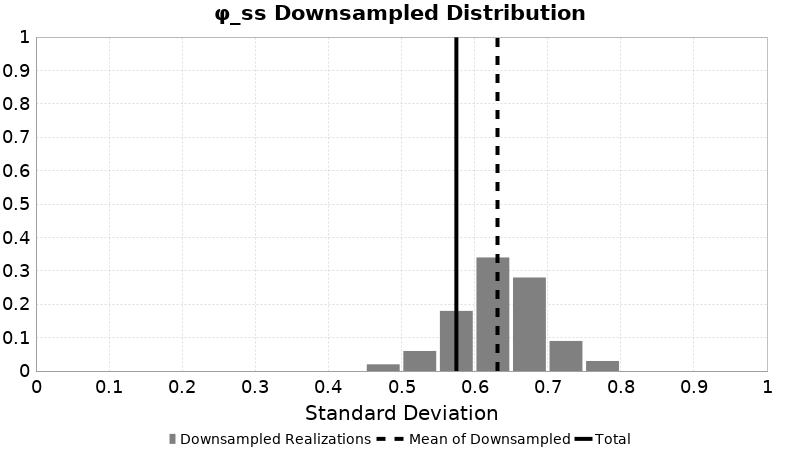 φ_ss Downsampled Distribution
1
0.9
0.8
0.7
0.6
0.5
0.4
0.3
0.2
0.1
0
0 0.1 0.2 0.3 0.4 0.5 0.6 0.7 0.8 0.9 1
Standard Deviation
Downsampled Realizations Mean of Downsampled Total